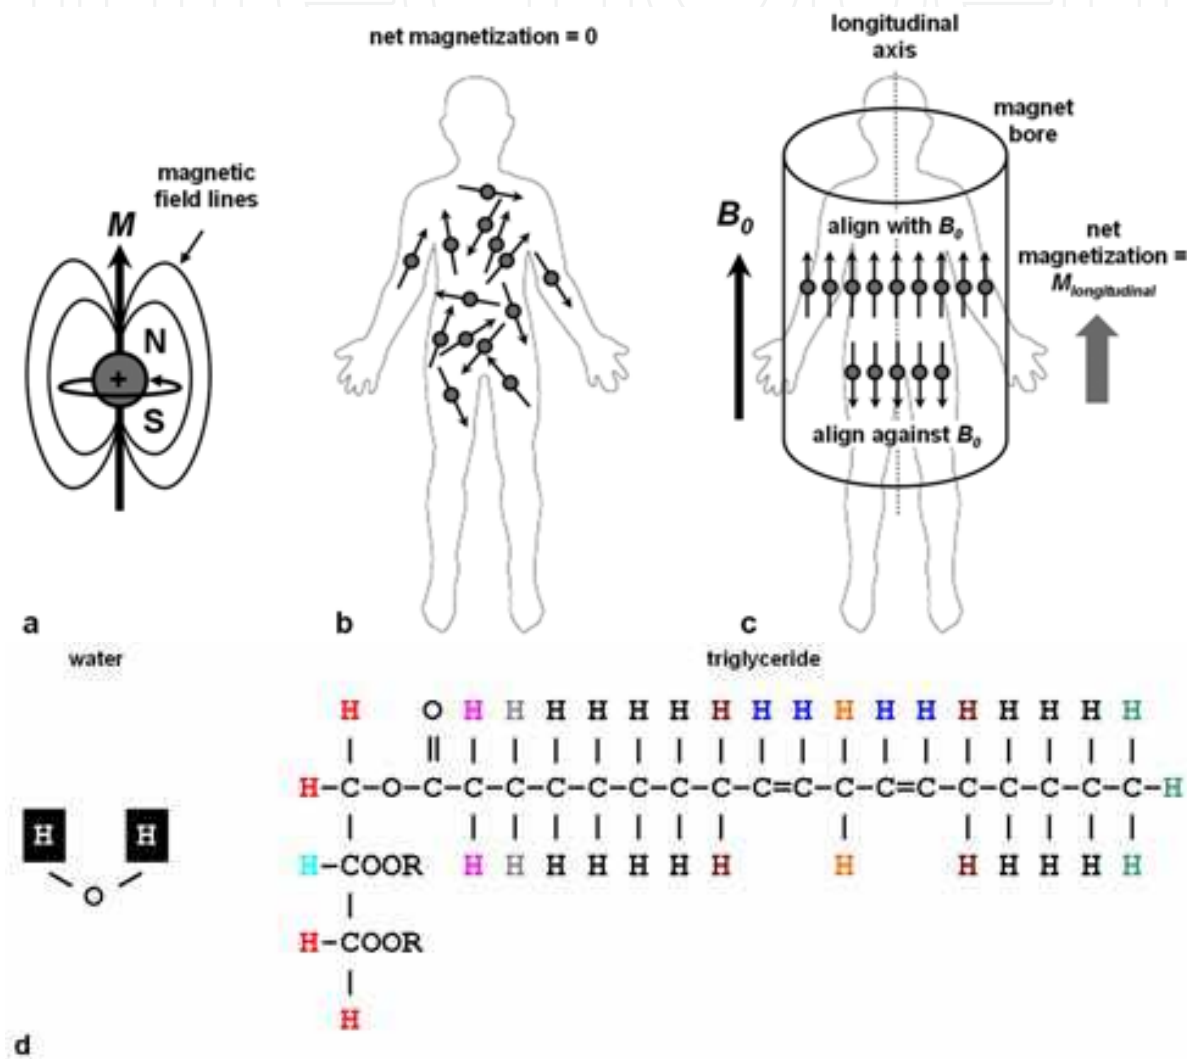 magnetic
field lines
M
N
+
S
a
net magnetization = 0
b
longitudinal
axis
magnet
bore
B0
align with B0
net
magnetization =
Mlongitudinal
align against B0
c
water
H H
O
d
triglyceride
H O H H H H H H H H H H H H H H H H H H
H-C-O-C-C-C-C-C-C-C-C-C=C-C-C=C-C-C-C-C-C-H
H-COOR H H H H H H H H H H H H H
H-COOR
H